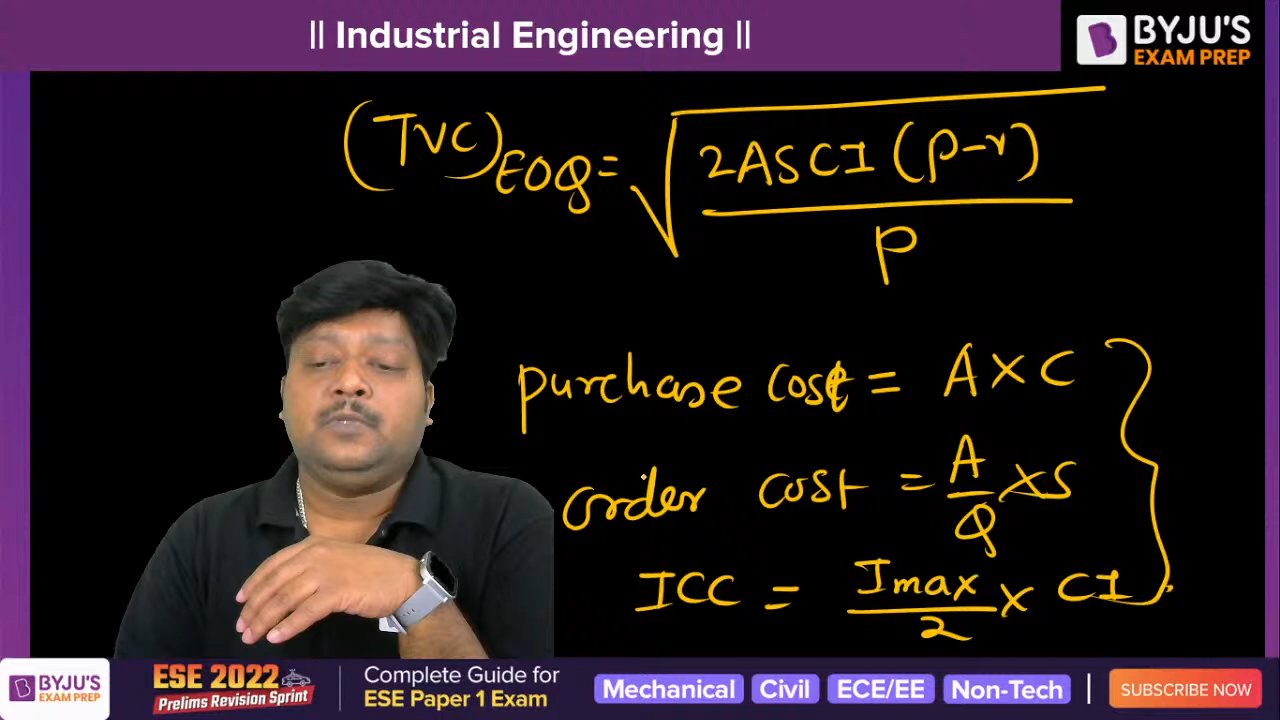 || Industrial Engineering ||
BYJU'S
EXAM PREP
(TVC)EOQ = √2ASCI (p-r)
p
purchase cost = A×C
order cost = A/Q ×S
ICC = Imax/2 × CI
BYJU'S
EXAM PREP
ESE 2022
Prelims Revision Sprint
Complete Guide for
ESE Paper 1 Exam
Mechanical Civil ECE/EE Non-Tech
SUBSCRIBE NOW